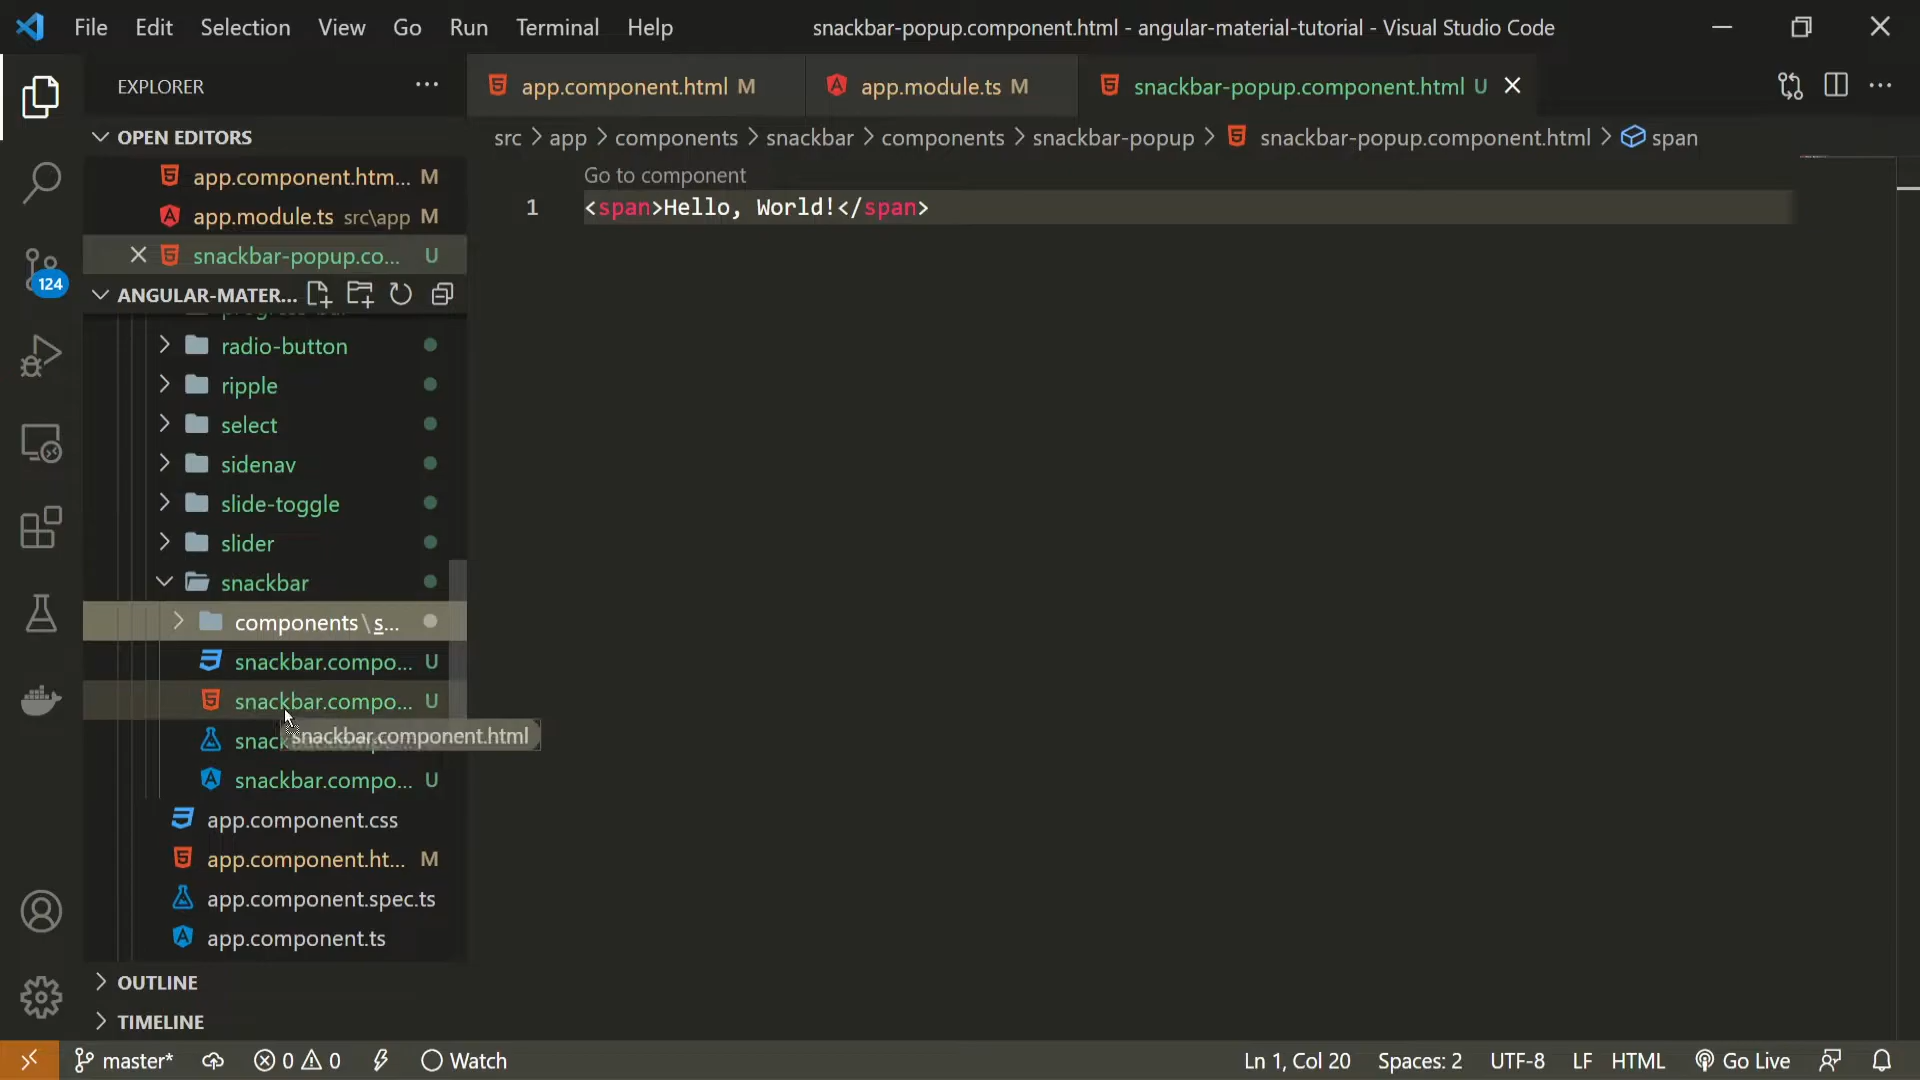 File Edit Selection View Go Run Terminal Help
snackbar-popup.component.html - angular-material-tutorial - Visual Studio Code
EXPLORER
app.component.html M
app.module.ts M
snackbar-popup.component.html U
OPEN EDITORS
src > app > components > snackbar > components > snackbar-popup > snackbar-popup.component.html > span
app.component.htm... M
app.module.ts src\app M
snackbar-popup.co... U
Go to component
1 <span>Hello, World!</span>
124
ANGULAR-MATER...
radio-button
ripple
select
sidenav
slide-toggle
slider
snackbar
components\s...
snackbar.compo... U
snackbar.compo... U
snackbar.component.html
snackbar.compo... U
app.component.css
app.component.ht... M
app.component.spec.ts
app.component.ts
OUTLINE
TIMELINE
master* 0 0 Watch
Ln 1, Col 20 Spaces: 2 UTF-8 LF HTML Go Live